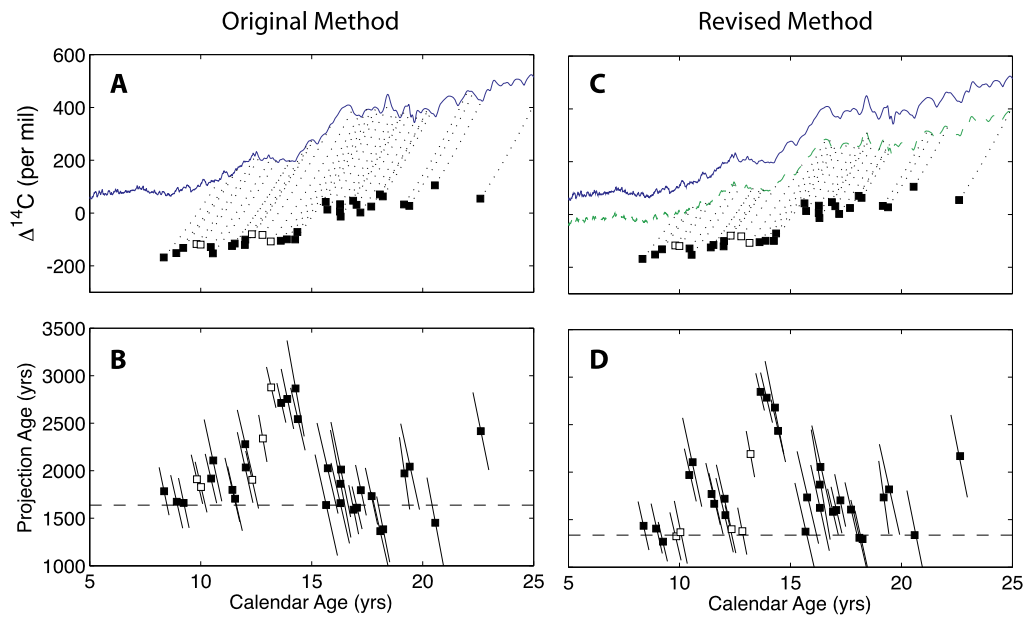 Original Method
Revised Method
A
600
400
200
0
-200
Δ14C (per mil)
C
B
3500
3000
2500
2000
1500
1000
Projection Age (yrs)
5 10 15 20 25
Calendar Age (yrs)
D
5 10 15 20 25
Calendar Age (yrs)